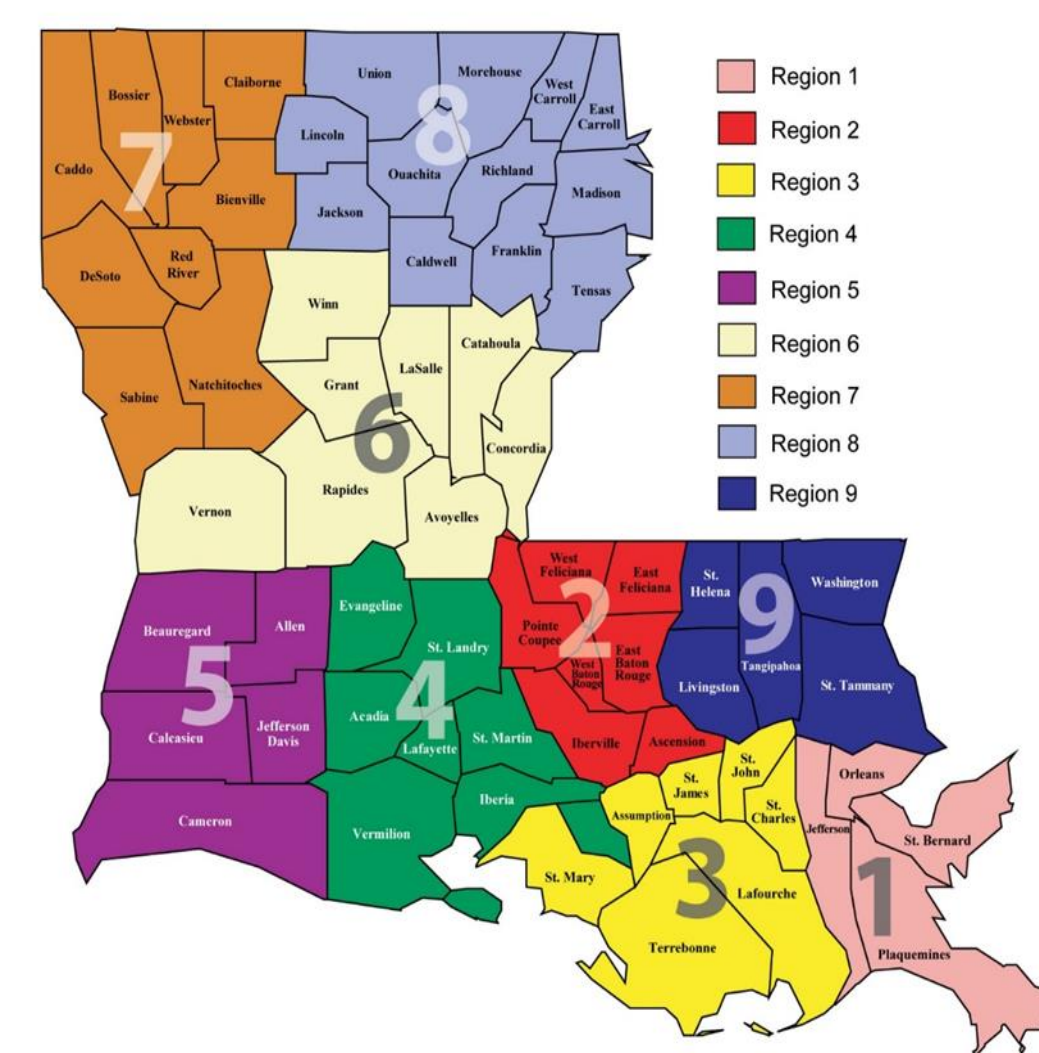 Region 1
Region 2
Region 3
Region 4
Region 5
Region 6
Region 7
Region 8
Region 9
7
Caddo
Bossier
Webster
Claiborne
Bienville
DeSoto
Red
River
Sabine
Natchitoches
8
Union
Morehouse
West
Carroll
East
Carroll
Lincoln
Ouachita
Richland
Madison
Jackson
Caldwell
Franklin
Tensas
6
Winn
Grant
LaSalle
Catahoula
Concordia
Vernon
Rapides
Avoyelles
5
Beauregard
Allen
Calcasieu
Jefferson
Davis
Cameron
4
Evangeline
St. Landry
Acadia
Lafayette
St. Martin
Iberia
Vermilion
2
West
Feliciana
East
Feliciana
Pointe
Coupee
West
Baton
Rouge
East
Baton
Rouge
Iberville
Ascension
9
St.
Helena
Washington
Tangipahoa
Livingston
St. Tammany
3
St.
James
St.
John
St.
Charles
Assumption
St. Mary
Lafourche
Terrebonne
1
Orleans
Jefferson
St. Bernard
Plaquemines